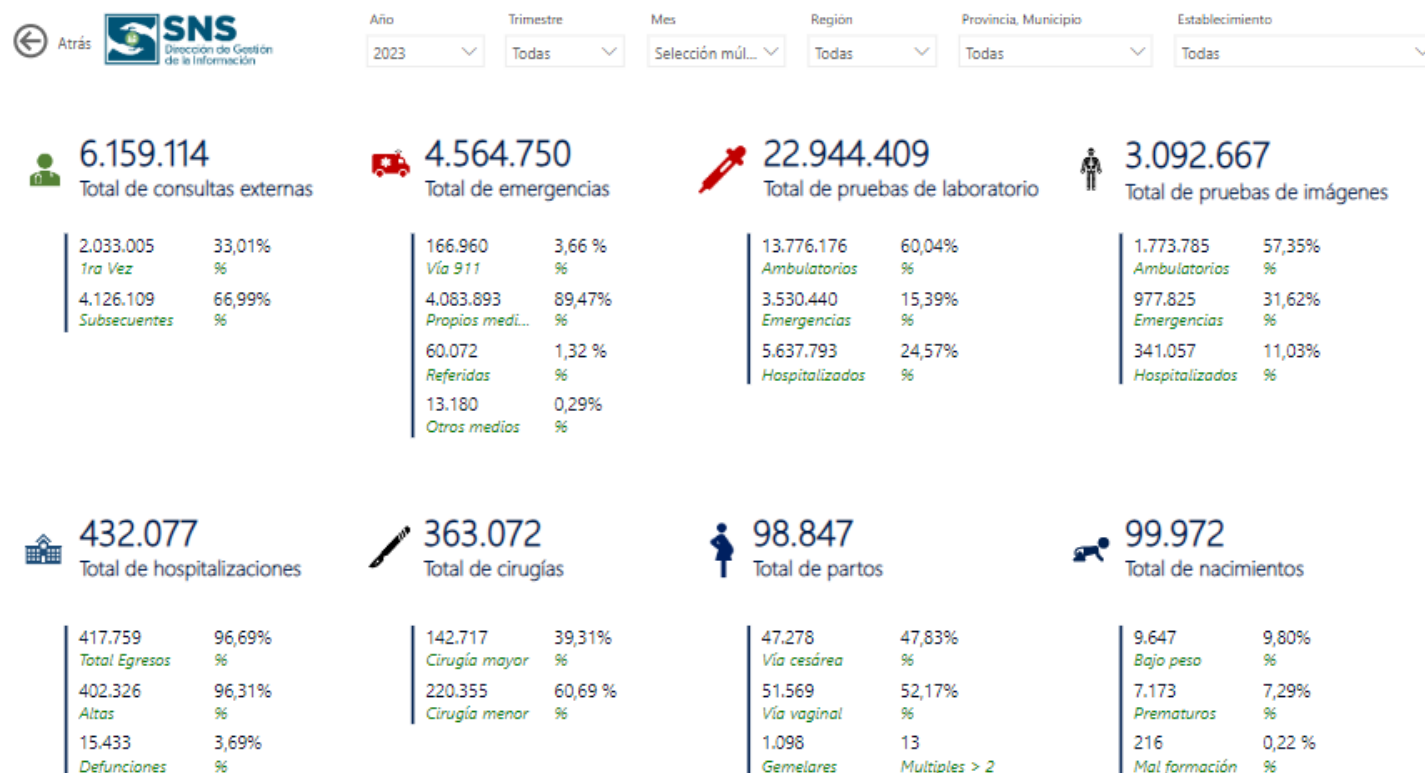 Atrás
SNS
Dirección de Gestión
de la Información
Año
2023
Trimestre
Todas
Mes
Selección múl...
Región
Todas
Provincia, Municipio
Todas
Establecimiento
Todas
6.159.114
Total de consultas externas
2.033.005 33,01%
1ra Vez %
4.126.109 66,99%
Subsecuentes %
4.564.750
Total de emergencias
166.960 3,66 %
Vía 911 %
4.083.893 89,47%
Propios medi... %
60.072 1,32 %
Referidas %
13.180 0,29%
Otros medios %
22.944.409
Total de pruebas de laboratorio
13.776.176 60,04%
Ambulatorios %
3.530.440 15,39%
Emergencias %
5.637.793 24,57%
Hospitalizados %
3.092.667
Total de pruebas de imágenes
1.773.785 57,35%
Ambulatorios %
977.825 31,62%
Emergencias %
341.057 11,03%
Hospitalizados %
432.077
Total de hospitalizaciones
417.759 96,69%
Total Egresos %
402.326 96,31%
Altas %
15.433 3,69%
Defunciones %
363.072
Total de cirugías
142.717 39,31%
Cirugía mayor %
220.355 60,69 %
Cirugía menor %
98.847
Total de partos
47.278 47,83%
Vía cesárea %
51.569 52,17%
Vía vaginal %
1.098 13
Gemelares Multiples > 2
99.972
Total de nacimientos
9.647 9,80%
Bajo peso %
7.173 7,29%
Prematuros %
216 0,22 %
Mal formación %